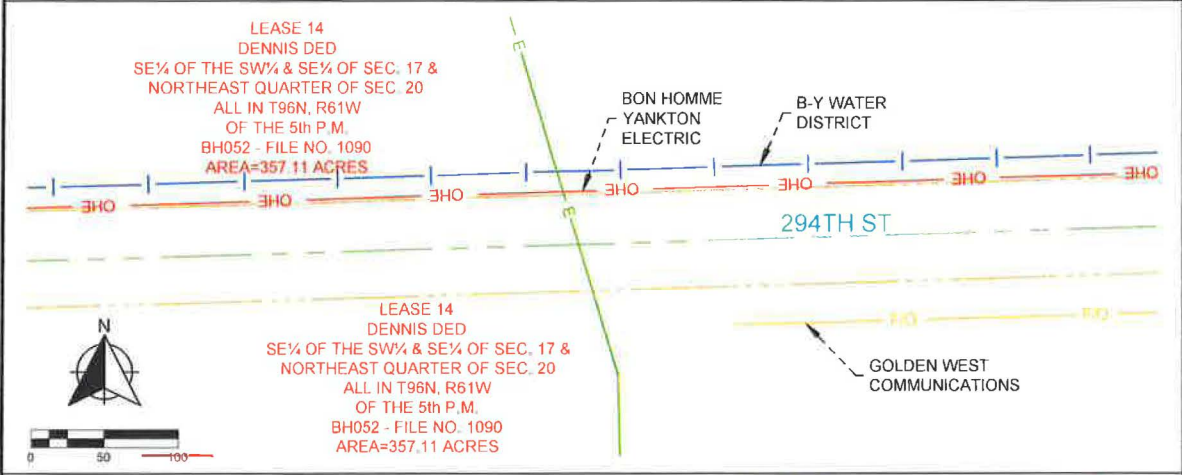 LEASE 14
DENNIS DED
SE¼ OF THE SW¼ & SE¼ OF SEC. 17 &
NORTHEAST QUARTER OF SEC. 20
ALL IN T96N, R61W
OF THE 5th P.M.
BH052 - FILE NO. 1090
AREA=357.11 ACRES
E
BON HOMME
YANKTON
ELECTRIC
B-Y WATER
DISTRICT
OHE OHE OHE OHE OHE OHE OHE
E
294TH ST
LEASE 14
DENNIS DED
SE¼ OF THE SW¼ & SE¼ OF SEC. 17 &
NORTHEAST QUARTER OF SEC. 20
ALL IN T96N, R61W
OF THE 5th P.M.
BH052 - FILE NO. 1090
AREA=357.11 ACRES
F/O F/O
GOLDEN WEST
COMMUNICATIONS
N
0 50 100